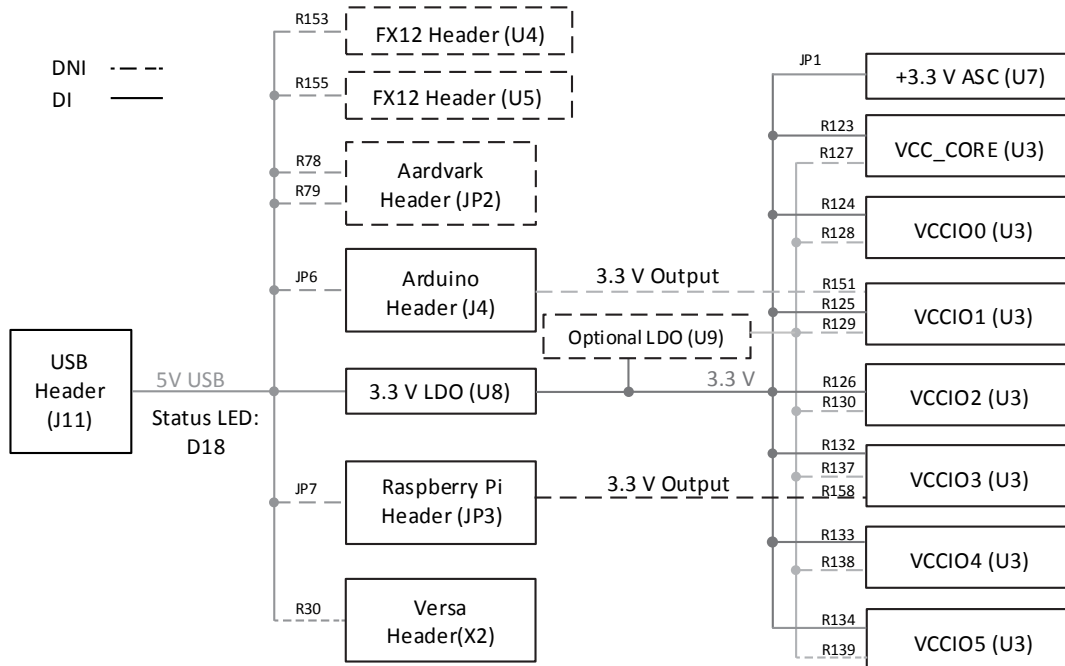 DNI
DI
R153
FX12 Header (U4)
R155
FX12 Header (U5)
R78
R79
Aardvark
Header (JP2)
JP6
Arduino
Header (J4)
3.3 V Output
Optional LDO (U9)
USB
Header
(J11)
5V USB
Status LED:
D18
3.3 V LDO (U8)
3.3 V
JP7
Raspberry Pi
Header (JP3)
3.3 V Output
R30
Versa
Header(X2)
JP1
+3.3 V ASC (U7)
R123
R127
VCC_CORE (U3)
R124
R128
VCCIO0 (U3)
R151
R125
R129
VCCIO1 (U3)
R126
R130
VCCIO2 (U3)
R132
R137
R158
VCCIO3 (U3)
R133
R138
VCCIO4 (U3)
R134
R139
VCCIO5 (U3)